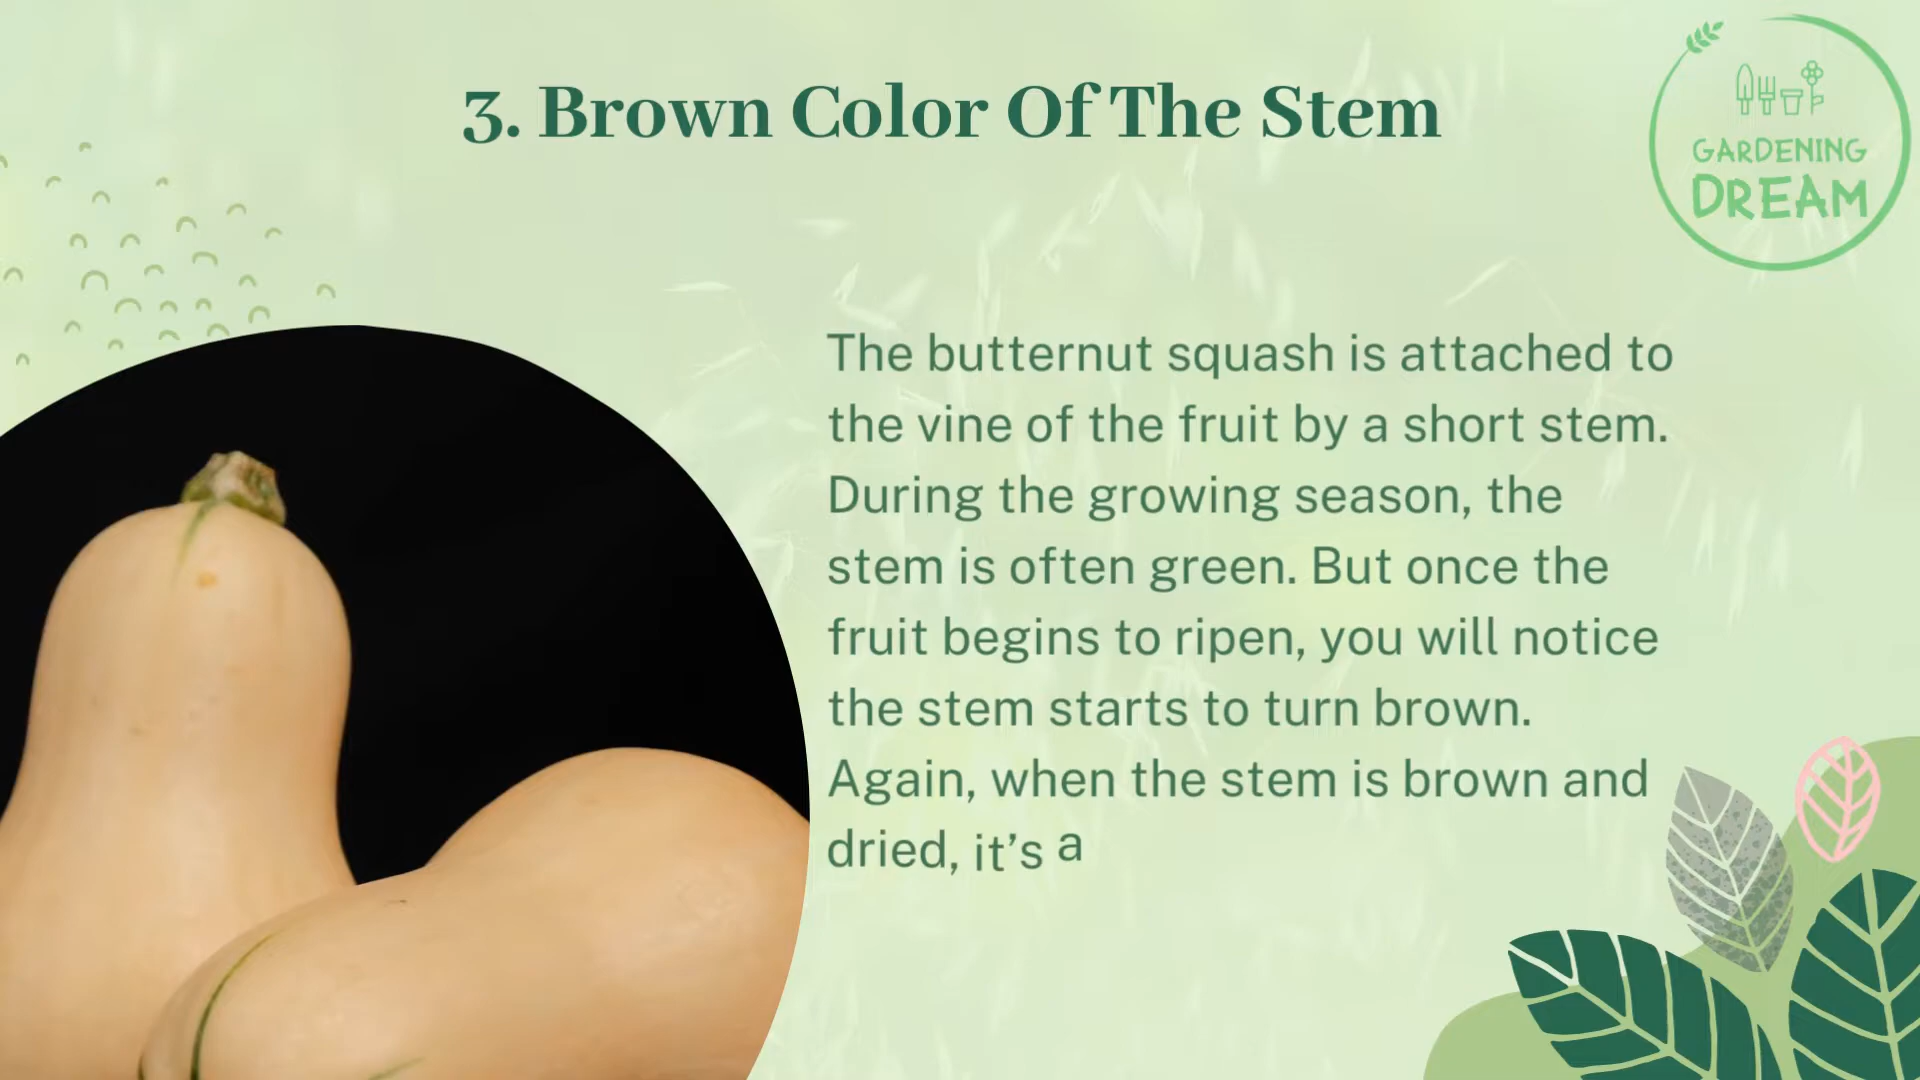 3. Brown Color Of The Stem
GARDENING
DREAM
The butternut squash is attached to
the vine of the fruit by a short stem.
During the growing season, the
stem is often green. But once the
fruit begins to ripen, you will notice
the stem starts to turn brown.
Again, when the stem is brown and
dried, it’s a